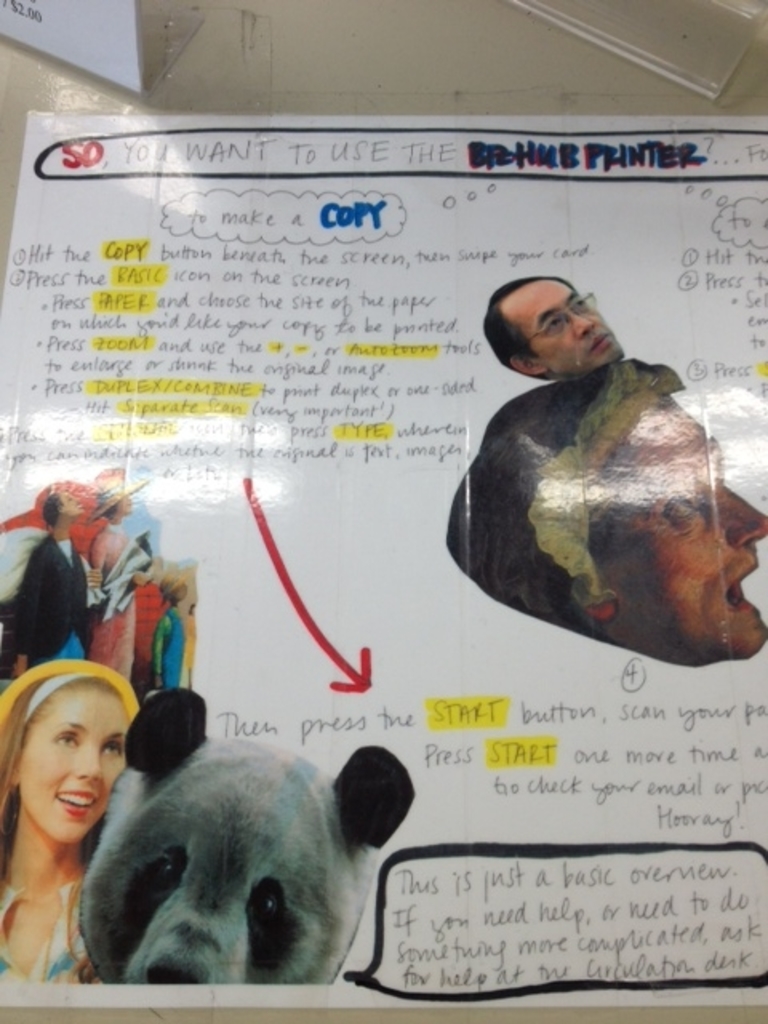 / $2.00
SO, YOU WANT TO USE THE BIZHUB PRINTER?... FO
to make a COPY
① Hit the COPY button beneath the screen, then swipe your card.
② Press the BASIC icon on the screen.
• Press PAPER and choose the size of the paper
on which you'd like your copy to be printed.
• Press ZOOM and use the +, -, or AUTOZOOM tools
to enlarge or shrink the original image.
• Press DUPLEX/COMBINE to print duplex or one-sided
- Hit Separate Scan (very important!)
Press the then press TYPE, wherein
you can indicate whether the original is text, images
or both
to
① Hit the
② Press t
• Sel
em
to
③ Press
④
Then press the START button, scan your pa
Press START one more time a
to check your email or pic
Hooray!
This is just a basic overview.
If you need help, or need to do
something more complicated, ask
for help at the circulation desk.